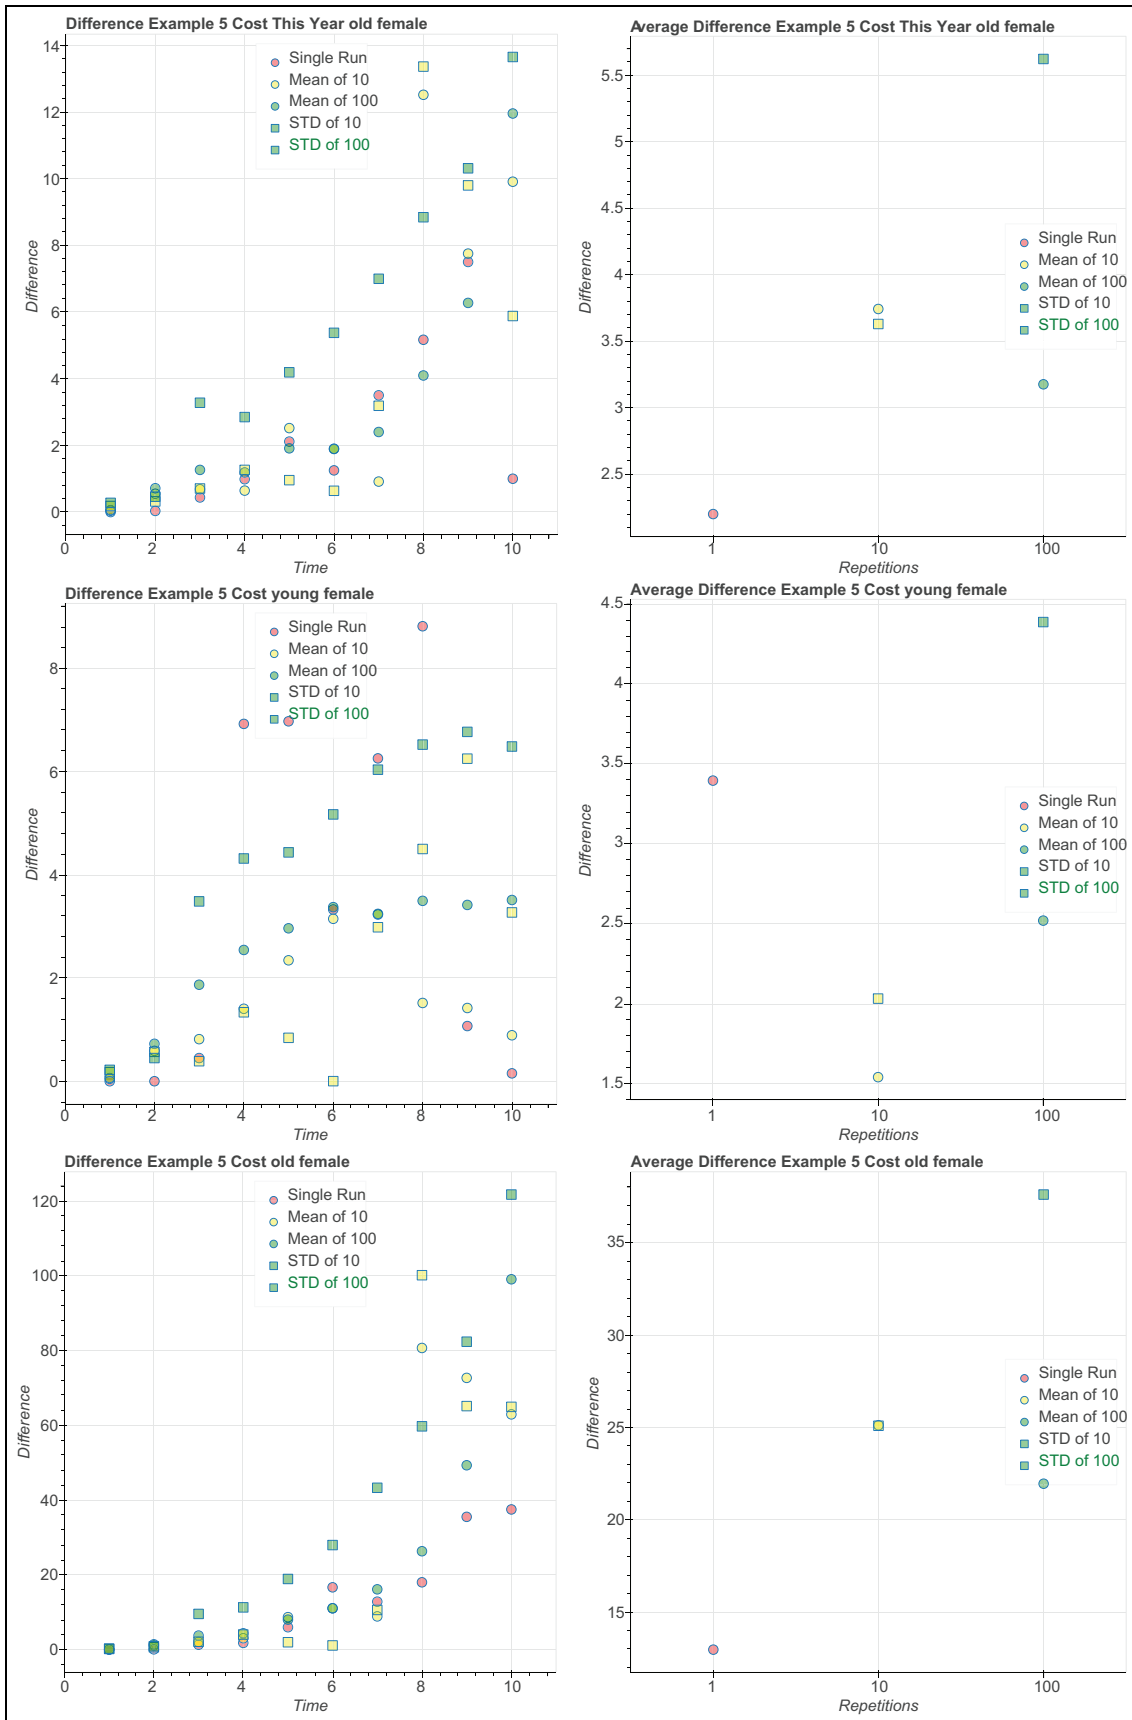 Difference Example 5 Cost This Year old female
14
12
10
8
6
4
2
0
Difference
Single Run
Mean of 10
Mean of 100
STD of 10
STD of 100
0 2 4 6 8 10
Time
Average Difference Example 5 Cost This Year old female
5.5
5
4.5
4
3.5
3
2.5
Difference
Single Run
Mean of 10
Mean of 100
STD of 10
STD of 100
1 10 100
Repetitions
Difference Example 5 Cost young female
8
6
4
2
0
Difference
Single Run
Mean of 10
Mean of 100
STD of 10
STD of 100
0 2 4 6 8 10
Time
Average Difference Example 5 Cost young female
4.5
4
3.5
3
2.5
2
1.5
Difference
Single Run
Mean of 10
Mean of 100
STD of 10
STD of 100
1 10 100
Repetitions
Difference Example 5 Cost old female
120
100
80
60
40
20
0
Difference
Single Run
Mean of 10
Mean of 100
STD of 10
STD of 100
0 2 4 6 8 10
Time
Average Difference Example 5 Cost old female
35
30
25
20
15
Difference
Single Run
Mean of 10
Mean of 100
STD of 10
STD of 100
1 10 100
Repetitions